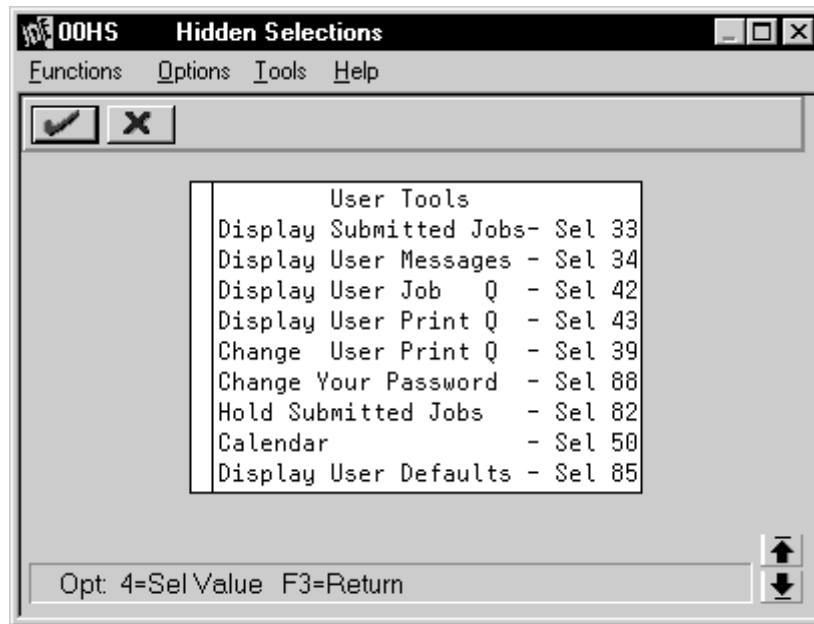 00HS Hidden Selections
Functions Options Tools Help
User Tools
Display Submitted Jobs- Sel 33
Display User Messages - Sel 34
Display User Job Q - Sel 42
Display User Print Q - Sel 43
Change User Print Q - Sel 39
Change Your Password - Sel 88
Hold Submitted Jobs - Sel 82
Calendar - Sel 50
Display User Defaults - Sel 85
Opt: 4=Sel Value F3=Return